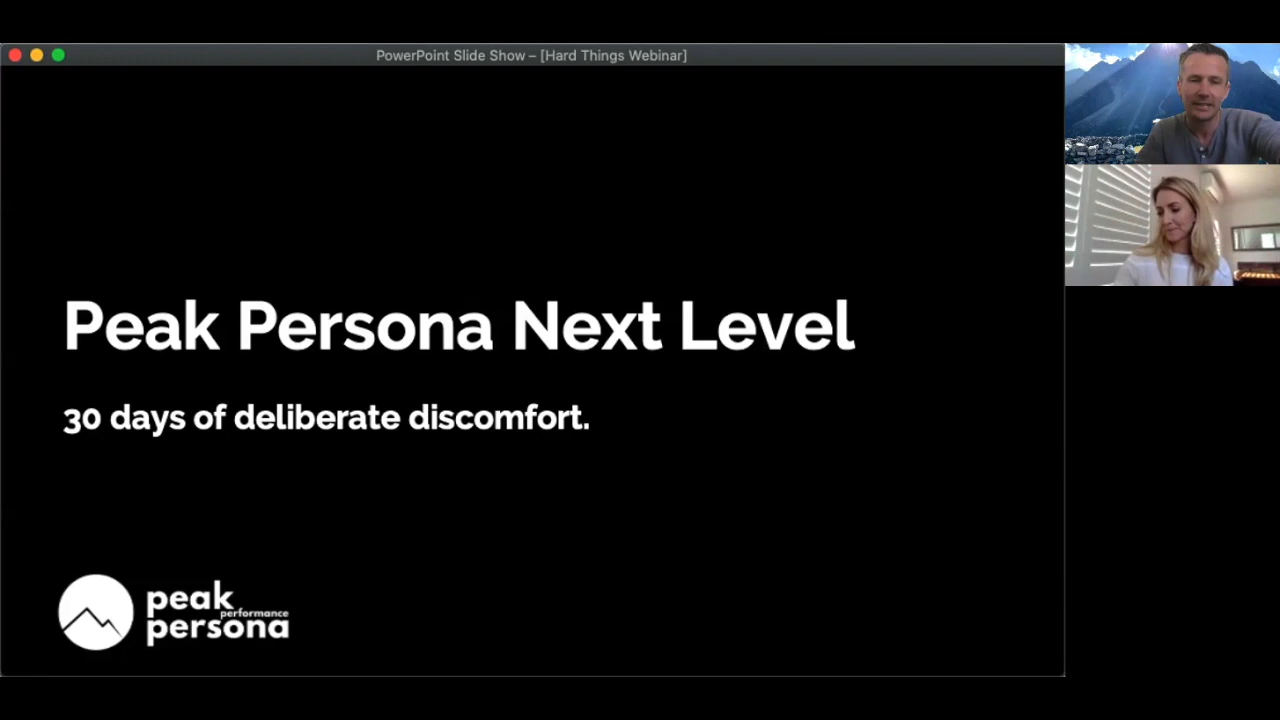 PowerPoint Slide Show – [Hard Things Webinar]
Peak Persona Next Level
30 days of deliberate discomfort.
peak
performance
persona